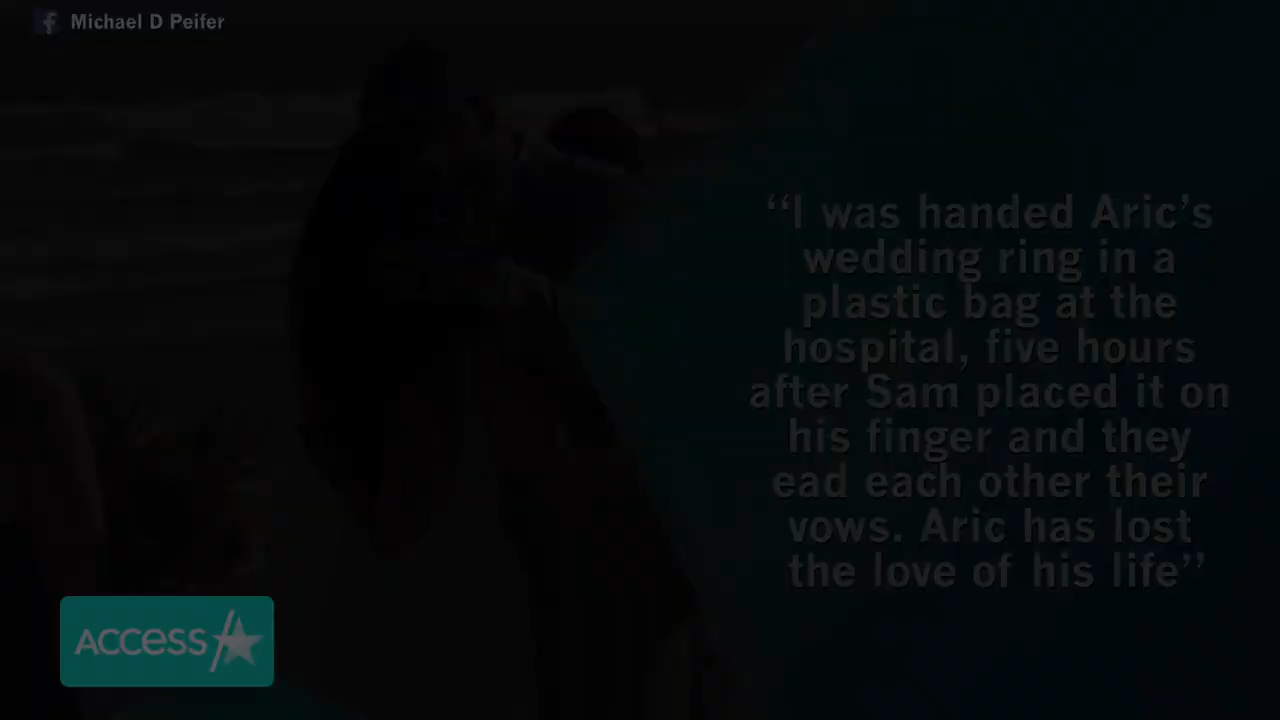 Michael D Peifer
“I was handed Aric’s
wedding ring in a
plastic bag at the
hospital, five hours
after Sam placed it on
his finger and they
ead each other their
vows. Aric has lost
the love of his life”
ACCESS